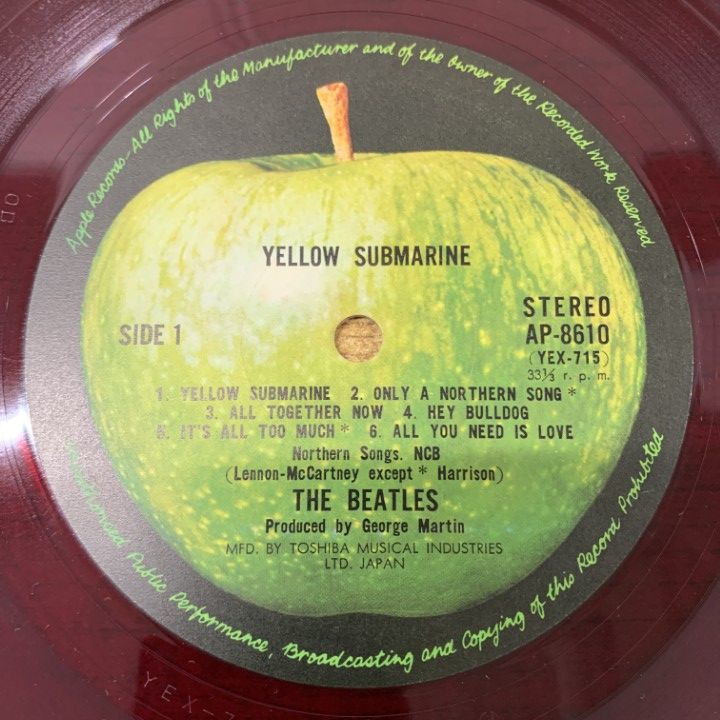 Apple Records-All Rights of the Manufacturer and of the Owner of the Recorded Work Reserved
YELLOW SUBMARINE
SIDE 1
STEREO
AP-8610
(YEX-715)
33⅓ r. p. m.
1. YELLOW SUBMARINE 2. ONLY A NORTHERN SONG *
3. ALL TOGETHER NOW 4. HEY BULLDOG
5. IT'S ALL TOO MUCH * 6. ALL YOU NEED IS LOVE
Northern Songs. NCB
(Lennon-McCartney except * Harrison)
THE BEATLES
Produced by George Martin
MFD. BY TOSHIBA MUSICAL INDUSTRIES
LTD. JAPAN
Unauthorized Public Performance, Broadcasting and Copying of this Record Prohibited
YEX-7